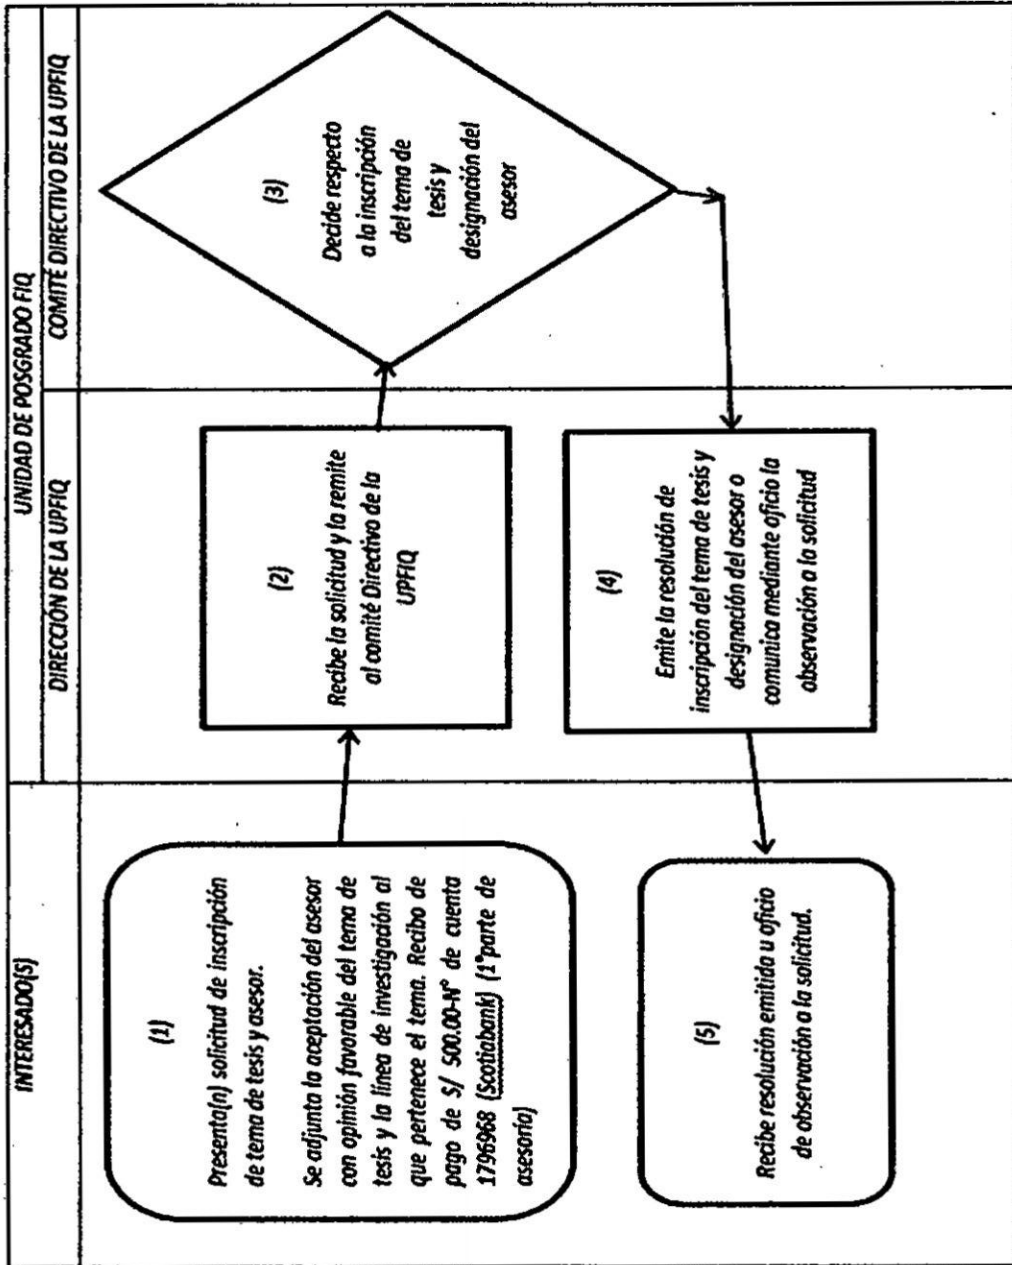 INTERESADO(S)
UNIDAD DE POSGRADO FIQ
DIRECCIÓN DE LA UPFIQ
COMITÉ DIRECTIVO DE LA UPFIQ
(1)
Presenta(n) solicitud de inscripción
de tema de tesis y asesor.
Se adjunta la aceptación del asesor
con opinión favorable del tema de
tesis y la línea de investigación al
que pertenece el tema. Recibo de
pago de S/ 500.00-N° de cuenta
1796968 (Scotiabank) (1°parte de
asesoría)
(2)
Recibe la solicitud y la remite
al comité Directivo de la
UPFIQ
(3)
Decide respecto
a la inscripción
del tema de
tesis y
designación del
asesor
(4)
Emite la resolución de
inscripción del tema de tesis y
designación del asesor o
comunica mediante oficio la
observación a la solicitud
(5)
Recibe resolución emitida u oficio
de observación a la solicitud.